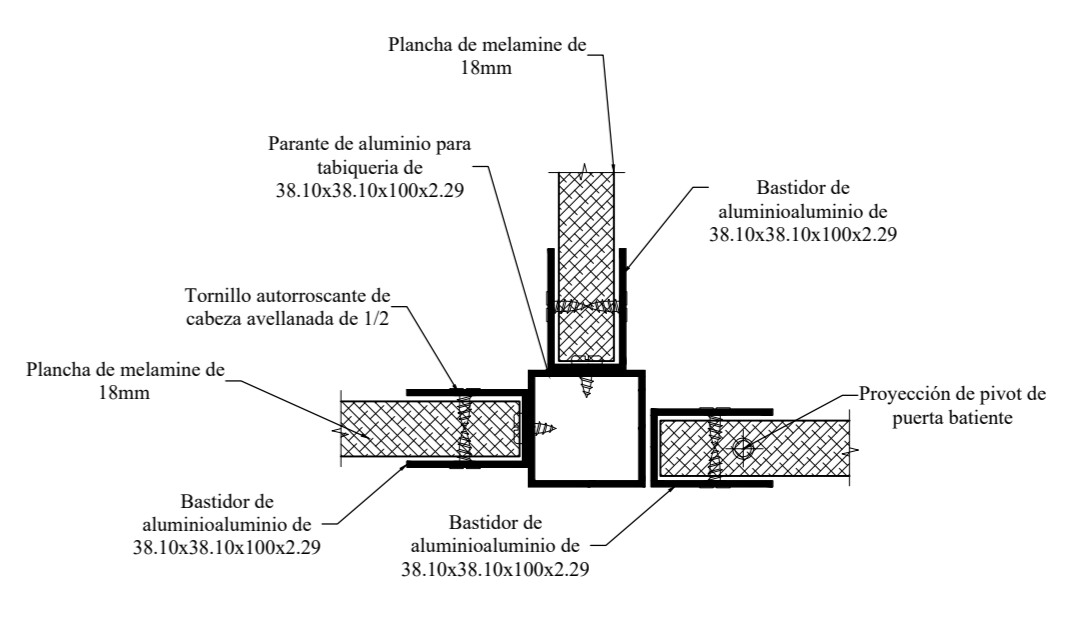 Plancha de melamine de
18mm
Parante de aluminio para
tabiqueria de
38.10x38.10x100x2.29
Bastidor de
aluminioaluminio de
38.10x38.10x100x2.29
Tornillo autorroscante de
cabeza avellanada de 1/2
Plancha de melamine de
18mm
Proyección de pivot de
puerta batiente
Bastidor de
aluminioaluminio de
38.10x38.10x100x2.29
Bastidor de
aluminioaluminio de
38.10x38.10x100x2.29